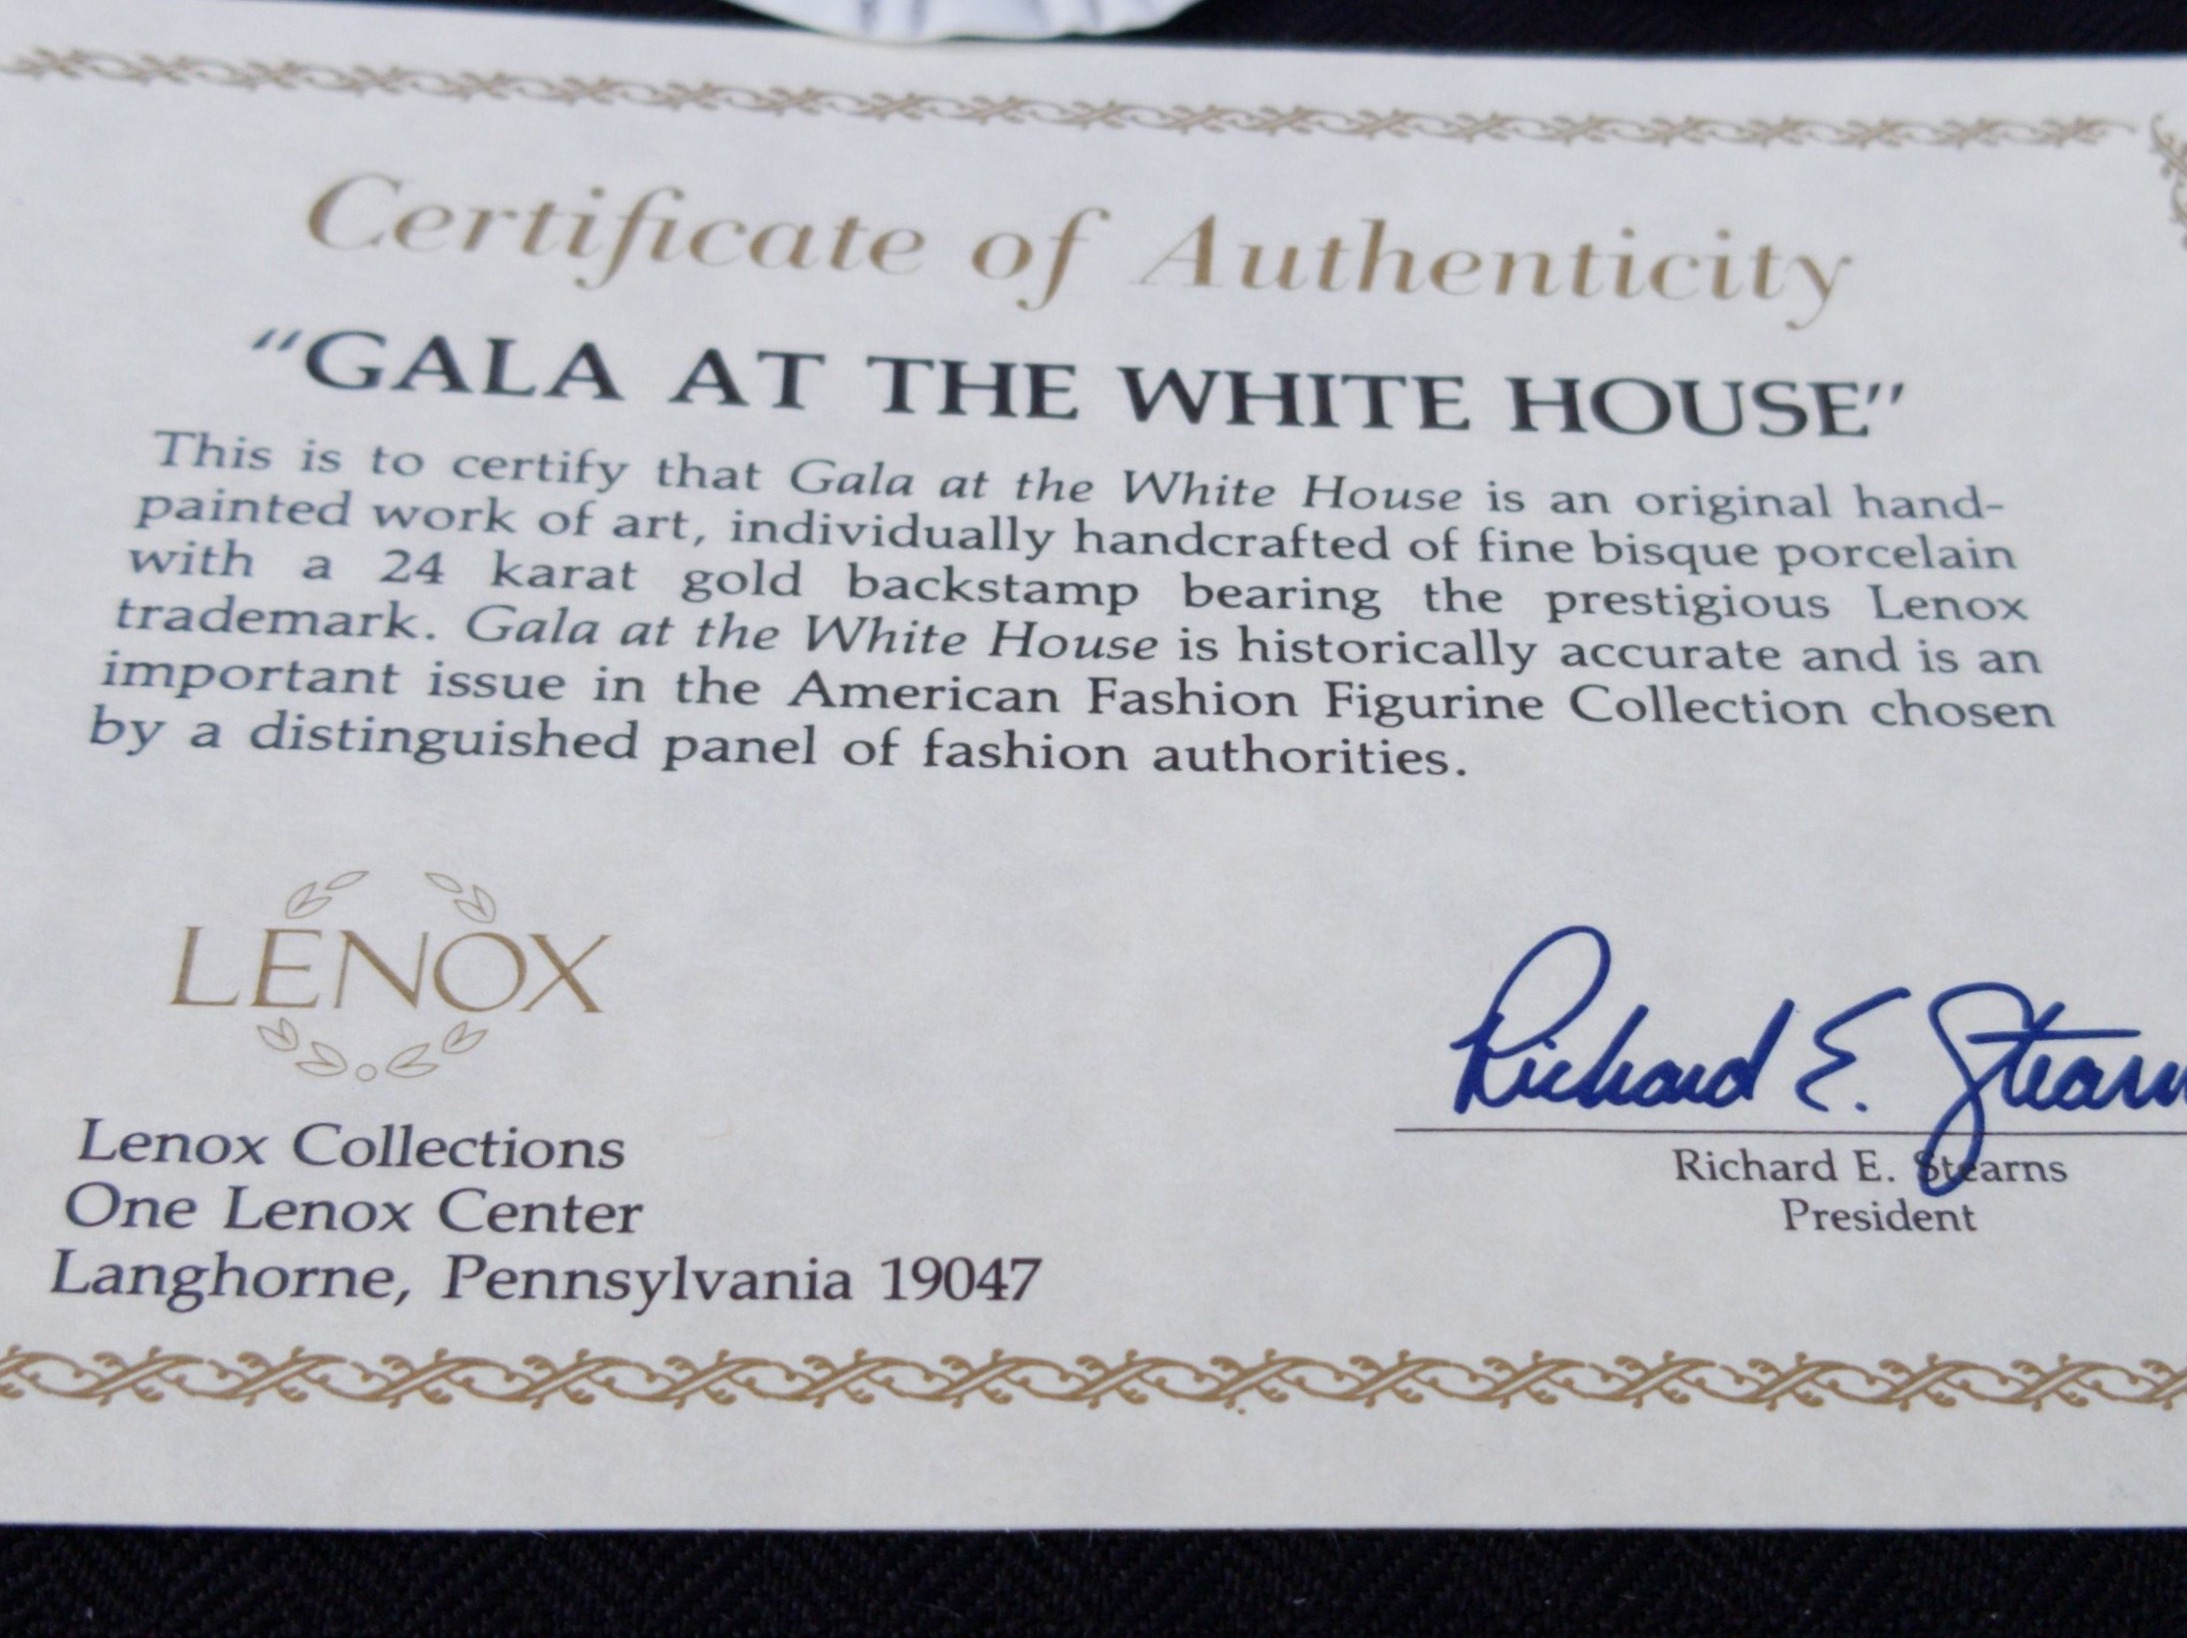 Certificate of Authenticity
“GALA AT THE WHITE HOUSE”
This is to certify that Gala at the White House is an original hand-
painted work of art, individually handcrafted of fine bisque porcelain
with a 24 karat gold backstamp bearing the prestigious Lenox
trademark. Gala at the White House is historically accurate and is an
important issue in the American Fashion Figurine Collection chosen
by a distinguished panel of fashion authorities.
LENOX
Lenox Collections
One Lenox Center
Langhorne, Pennsylvania 19047
Richard E. Stearn
Richard E. Stearns
President